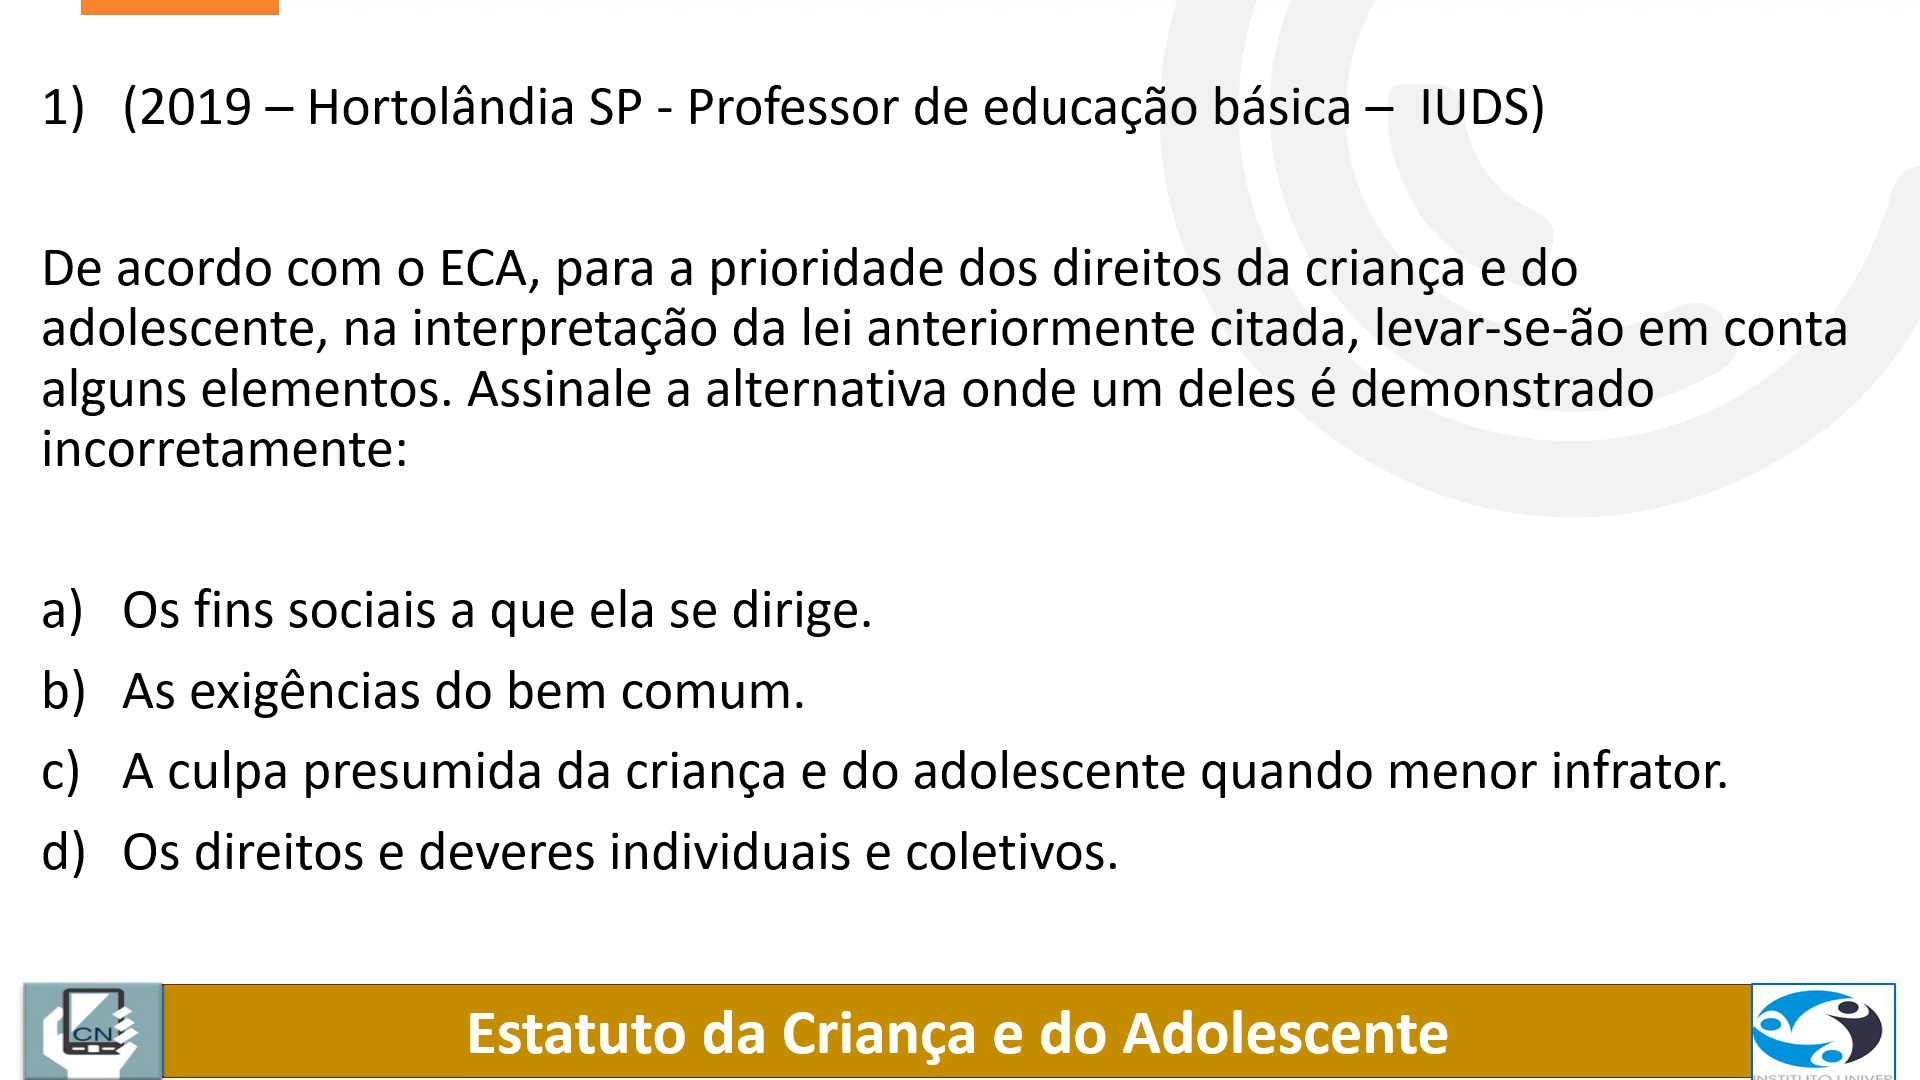 1) (2019 – Hortolândia SP - Professor de educação básica – IUDS)
De acordo com o ECA, para a prioridade dos direitos da criança e do
adolescente, na interpretação da lei anteriormente citada, levar-se-ão em conta
alguns elementos. Assinale a alternativa onde um deles é demonstrado
incorretamente:
a) Os fins sociais a que ela se dirige.
b) As exigências do bem comum.
c) A culpa presumida da criança e do adolescente quando menor infrator.
d) Os direitos e deveres individuais e coletivos.
CN
Estatuto da Criança e do Adolescente
INSTITUTO UNIVER